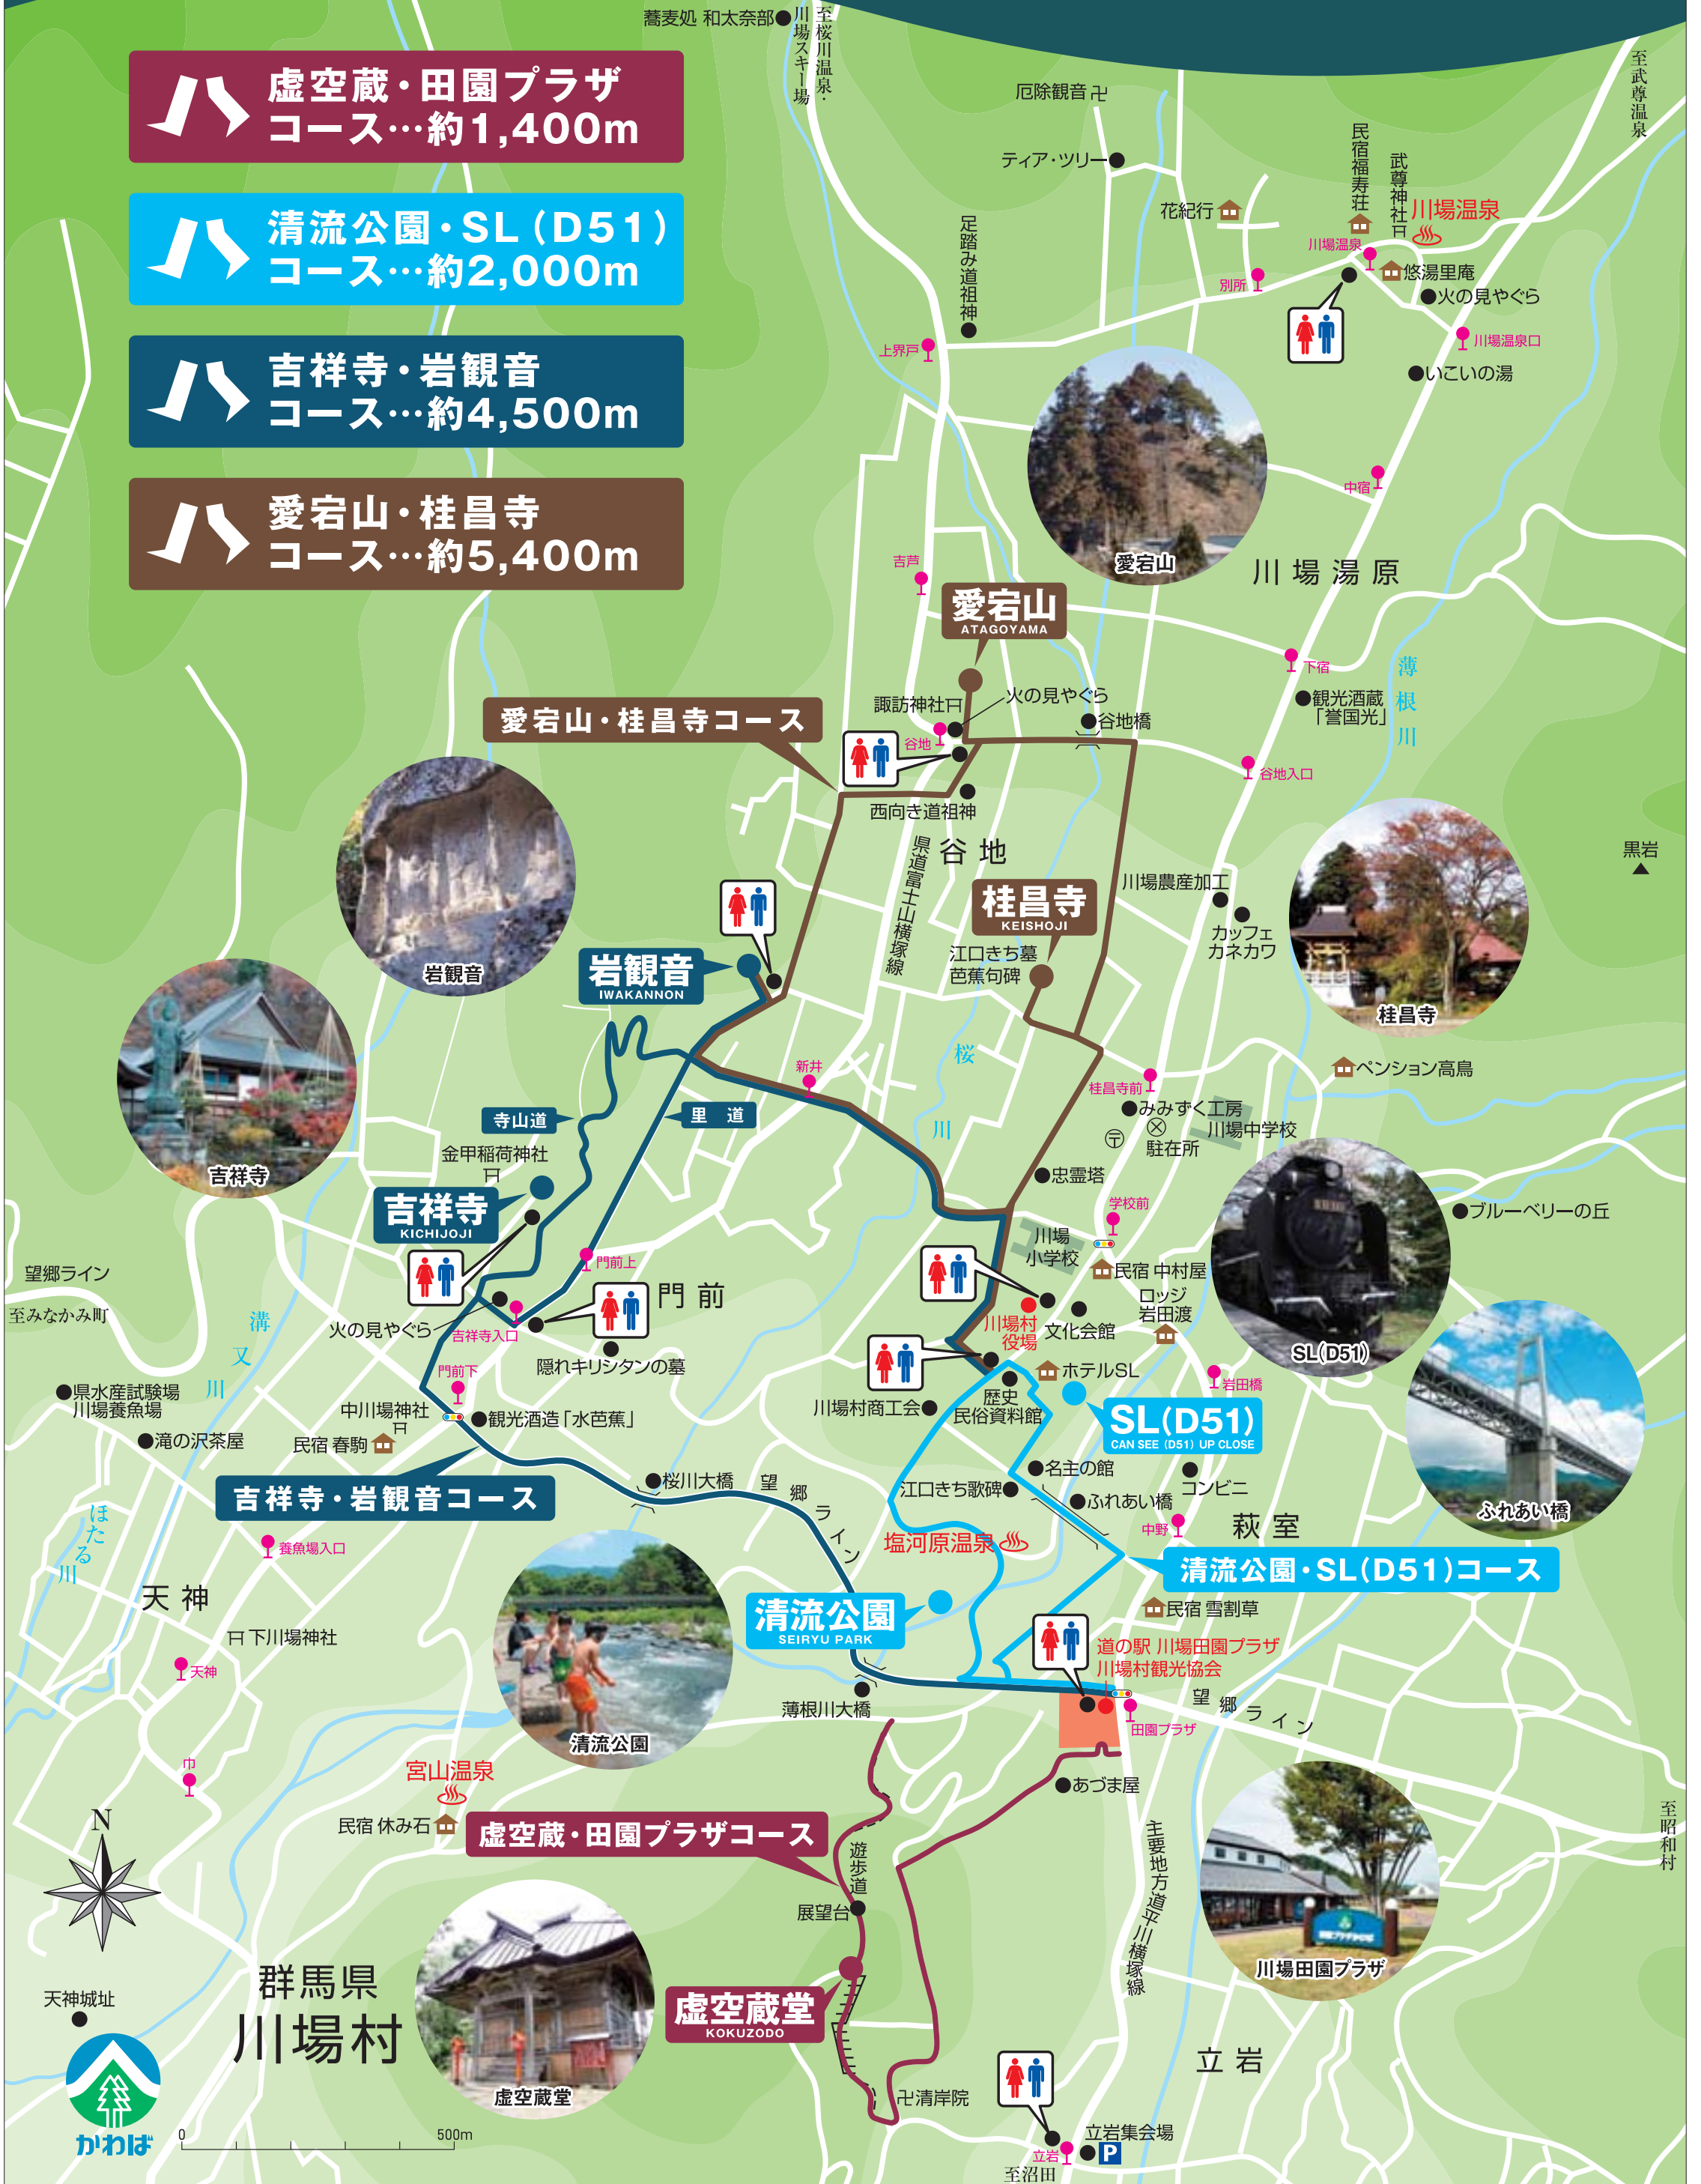 蕎麦処 和太奈部
至桜川温泉・
川場スキー場
至武尊温泉
虚空蔵・田園プラザ
コース…約1,400m
清流公園・SL(D51)
コース…約2,000m
吉祥寺・岩観音
コース…約4,500m
愛宕山・桂昌寺
コース…約5,400m
厄除観音
ティア・ツリー
花紀行
民宿福寿荘
武尊神社
川場温泉
川場温泉
悠湯里庵
火の見やぐら
別所
川場温泉口
いこいの湯
足踏み道祖神
上界戸
中宿
愛宕山
川場湯原
吉芦
愛宕山
ATAGOYAMA
下宿
薄根川
観光酒蔵
「誉国光」
愛宕山・桂昌寺コース
諏訪神社
火の見やぐら
谷地橋
谷地
谷地入口
西向き道祖神
県道富士山横塚線
谷地
黒岩
川場農産加工
カッフェ
カネカワ
桂昌寺
KEISHOJI
江口きち墓
芭蕉句碑
桂昌寺
岩観音
岩観音
IWAKANNON
吉祥寺
新井
桜川
桂昌寺前
ペンション高鳥
みみずく工房
川場中学校
〒
駐在所
寺山道
里道
金甲稲荷神社
吉祥寺
KICHIJOJI
忠霊塔
学校前
ブルーベリーの丘
川場
小学校
民宿 中村屋
ロッジ
岩田渡
SL(D51)
望郷ライン
至みなかみ町
溝又川
門前上
門前
火の見やぐら
吉祥寺入口
隠れキリシタンの墓
川場村
役場
文化会館
ホテルSL
岩田橋
県水産試験場
川場養魚場
滝の沢茶屋
門前下
中川場神社
観光酒造「水芭蕉」
民宿 春駒
川場村商工会
歴史
民俗資料館
SL(D51)
CAN SEE (D51) UP CLOSE
吉祥寺・岩観音コース
桜川大橋
望郷ライン
名主の館
江口きち歌碑
ふれあい橋
コンビニ
中野
萩室
ふれあい橋
ほたる川
養魚場入口
天神
塩河原温泉
清流公園・SL(D51)コース
清流公園
SEIRYU PARK
民宿 雪割草
下川場神社
天神
道の駅 川場田園プラザ
川場村観光協会
薄根川大橋
田園プラザ
望郷ライン
清流公園
巾
宮山温泉
民宿 休み石
あづま屋
虚空蔵・田園プラザコース
遊歩道
展望台
主要地方道平川横塚線
至昭和村
川場田園プラザ
N
群馬県
川場村
天神城址
虚空蔵堂
KOKUZODO
虚空蔵堂
立岩
清岸院
かわば
0
500m
立岩集会場
立岩
P
至沼田